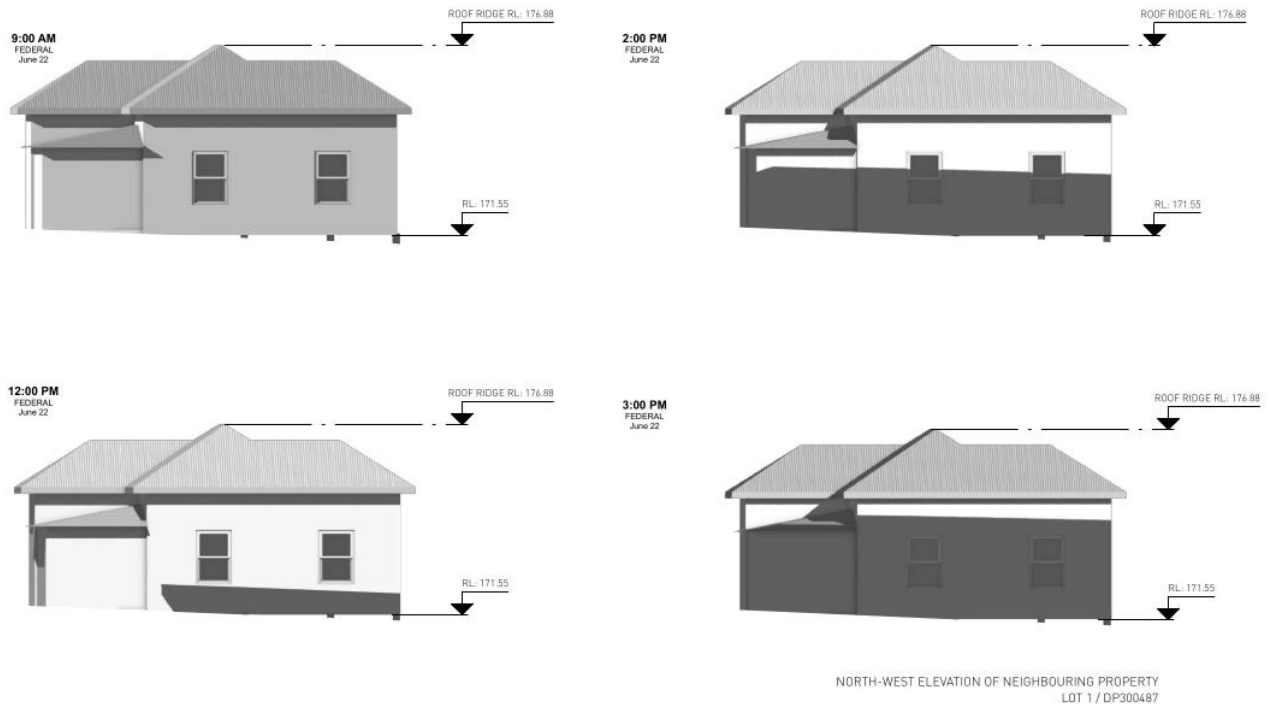 9:00 AM
FEDERAL
June 22
ROOF RIDGE RL: 176.88
RL: 171.55
2:00 PM
FEDERAL
June 22
ROOF RIDGE RL: 176.88
RL: 171.55
12:00 PM
FEDERAL
June 22
ROOF RIDGE RL: 176.88
RL: 171.55
3:00 PM
FEDERAL
June 22
ROOF RIDGE RL: 176.88
RL: 171.55
NORTH-WEST ELEVATION OF NEIGHBOURING PROPERTY
LOT 1 / DP300487